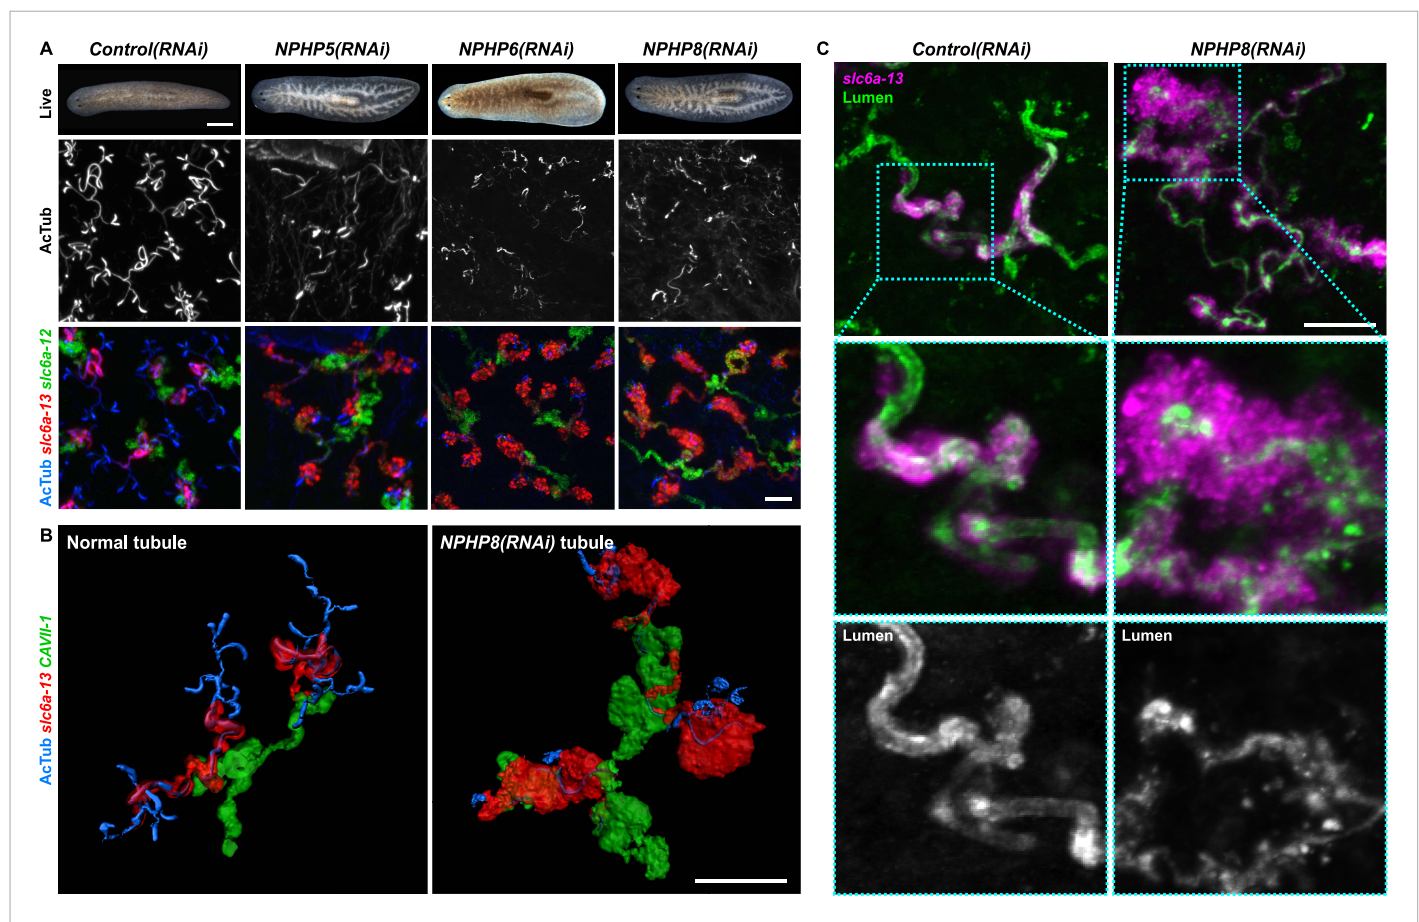 A
Control(RNAi)
NPHP5(RNAi)
NPHP6(RNAi)
NPHP8(RNAi)
Live
AcTub
AcTub slc6a-13 slc6a-12
B
Normal tubule
NPHP8(RNAi) tubule
AcTub slc6a-13 CAVII-1
C
Control(RNAi)
NPHP8(RNAi)
slc6a-13
Lumen
Lumen
Lumen